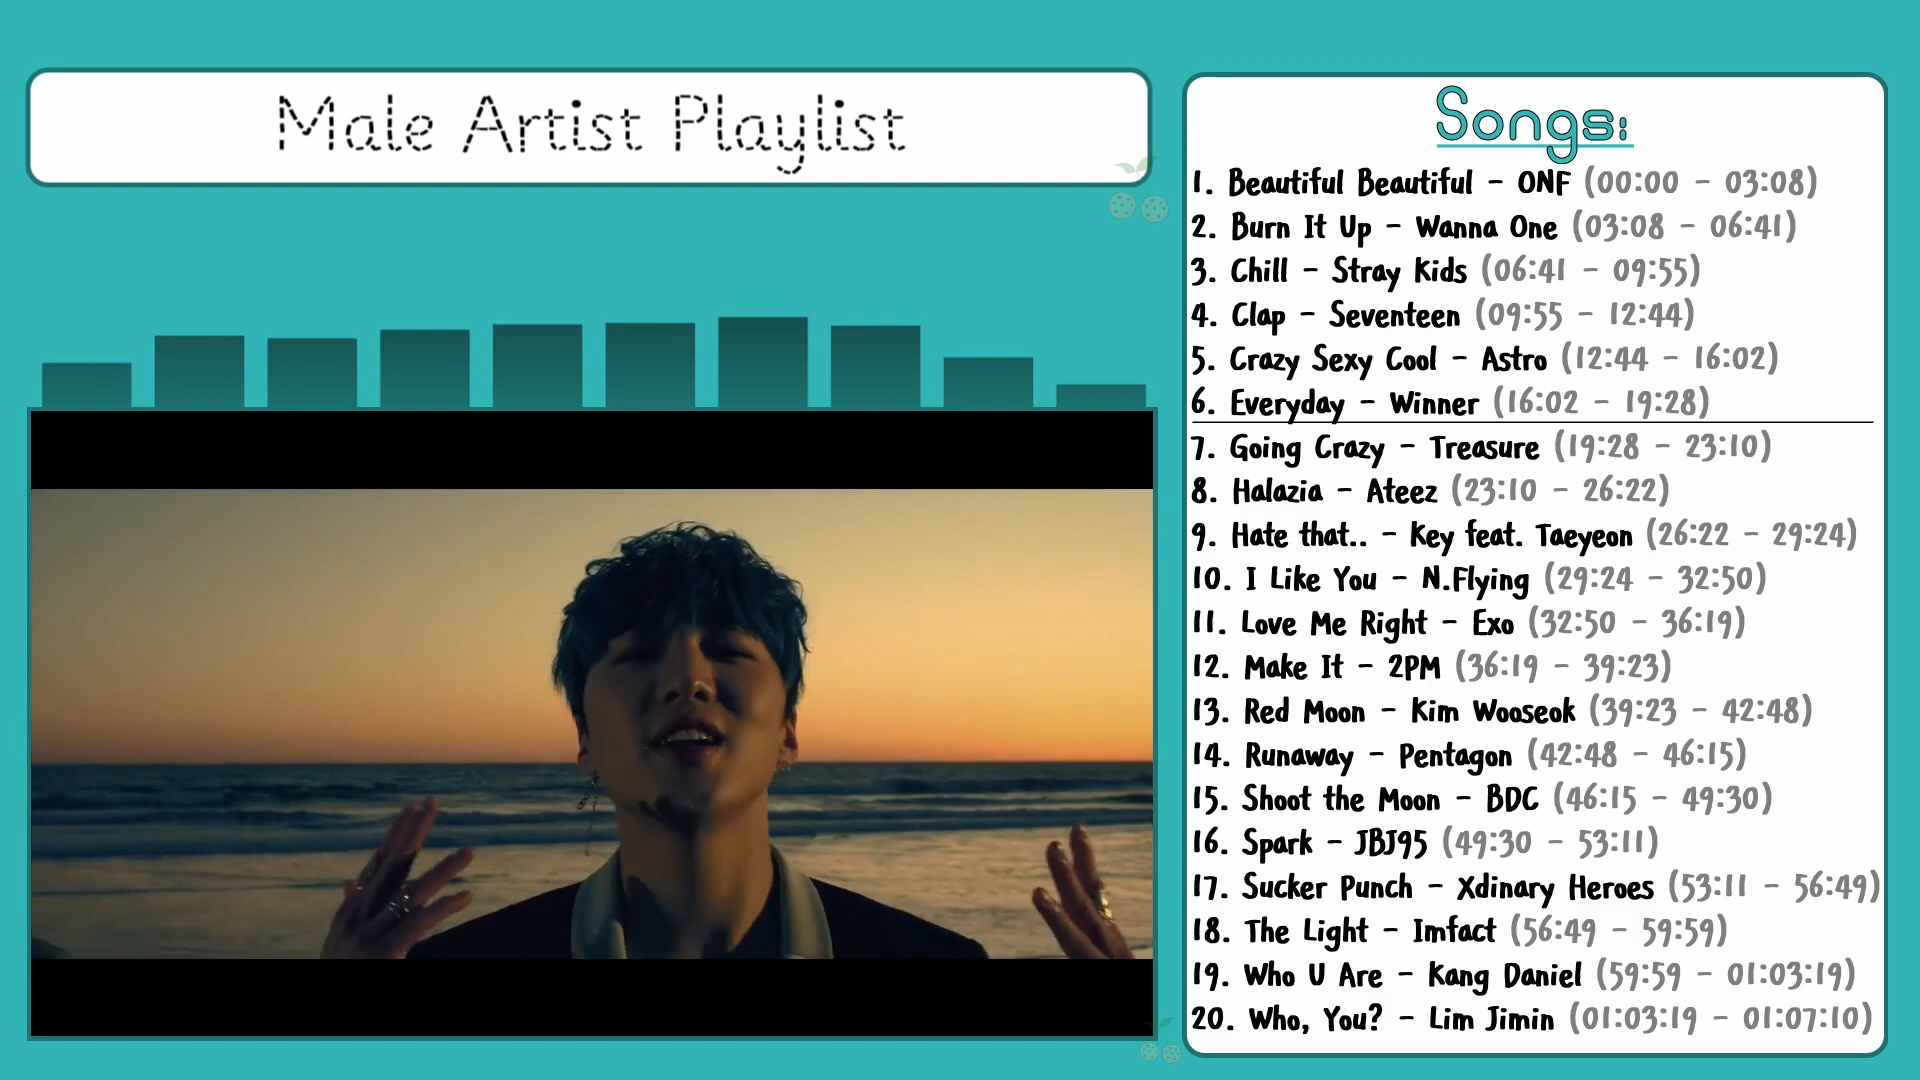 Male Artist Playlist
Songs:
1. Beautiful Beautiful - ONF (00:00 - 03:08)
2. Burn It Up - Wanna One (03:08 - 06:41)
3. Chill - Stray Kids (06:41 - 09:55)
4. Clap - Seventeen (09:55 - 12:44)
5. Crazy Sexy Cool - Astro (12:44 - 16:02)
6. Everyday - Winner (16:02 - 19:28)
7. Going Crazy - Treasure (19:28 - 23:10)
8. Halazia - Ateez (23:10 - 26:22)
9. Hate that.. - Key feat. Taeyeon (26:22 - 29:24)
10. I Like You - N.Flying (29:24 - 32:50)
11. Love Me Right - Exo (32:50 - 36:19)
12. Make It - 2PM (36:19 - 39:23)
13. Red Moon - Kim Wooseok (39:23 - 42:48)
14. Runaway - Pentagon (42:48 - 46:15)
15. Shoot the Moon - BDC (46:15 - 49:30)
16. Spark - JBJ95 (49:30 - 53:11)
17. Sucker Punch - Xdinary Heroes (53:11 - 56:49)
18. The Light - Imfact (56:49 - 59:59)
19. Who U Are - Kang Daniel (59:59 - 01:03:19)
20. Who, You? - Lim Jimin (01:03:19 - 01:07:10)